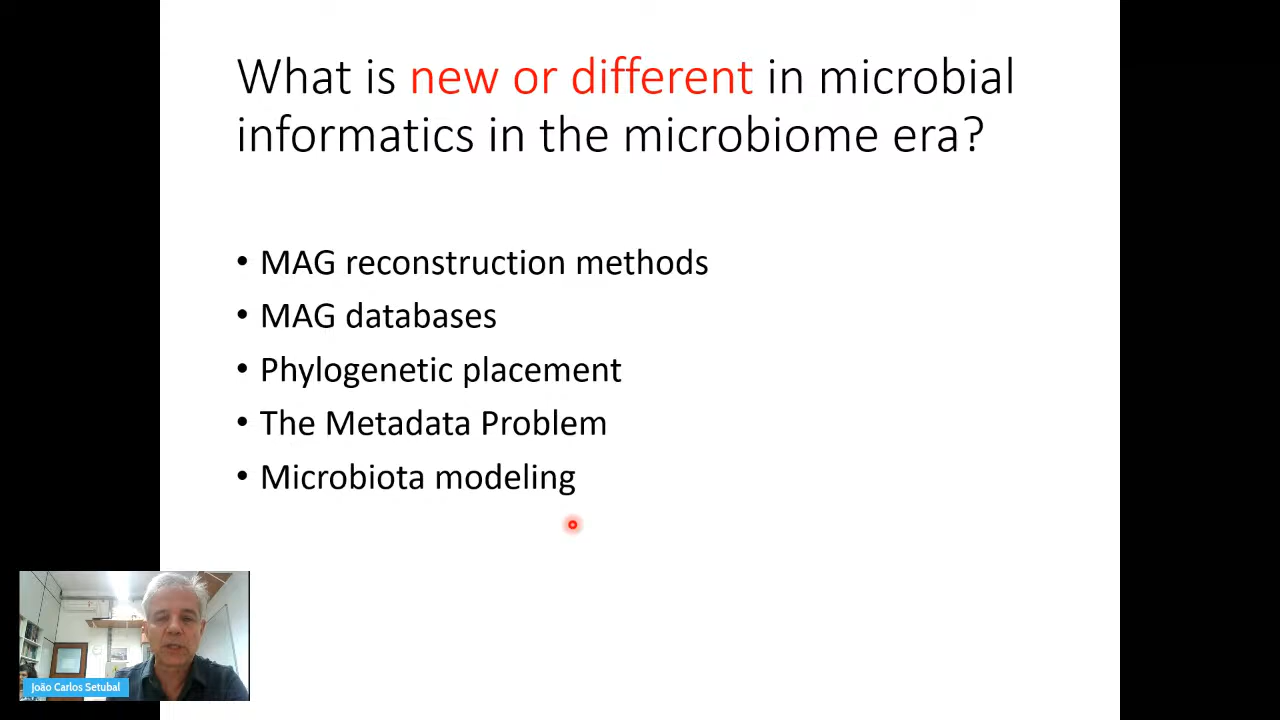 What is new or different in microbial
informatics in the microbiome era?
• MAG reconstruction methods
• MAG databases
• Phylogenetic placement
• The Metadata Problem
• Microbiota modeling
João Carlos Setubal